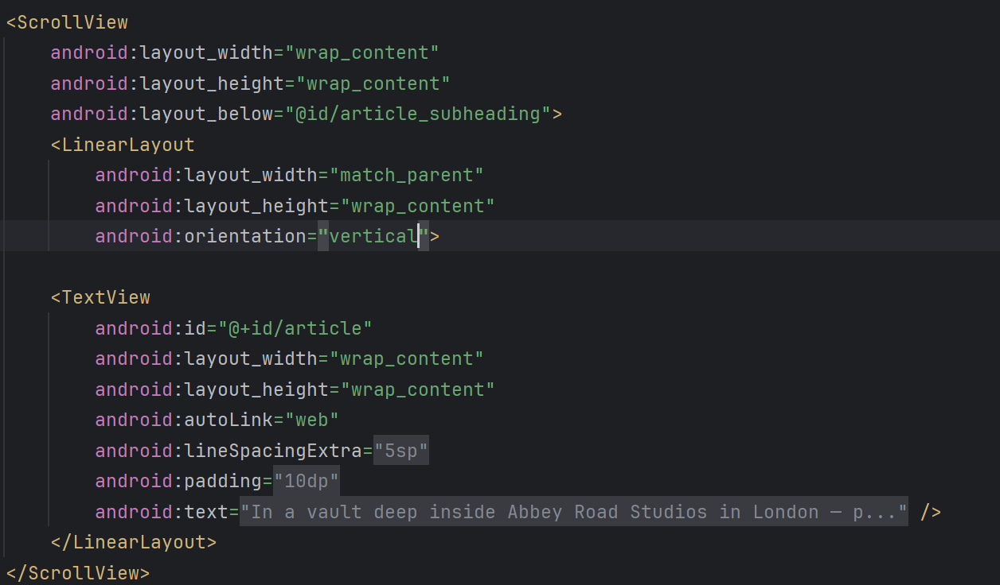 <ScrollView
    android:layout_width="wrap_content"
    android:layout_height="wrap_content"
    android:layout_below="@id/article_subheading">
    <LinearLayout
        android:layout_width="match_parent"
        android:layout_height="wrap_content"
        android:orientation="vertical">

    <TextView
        android:id="@+id/article"
        android:layout_width="wrap_content"
        android:layout_height="wrap_content"
        android:autoLink="web"
        android:lineSpacingExtra="5sp"
        android:padding="10dp"
        android:text="In a vault deep inside Abbey Road Studios in London — p..." />
    </LinearLayout>
</ScrollView>